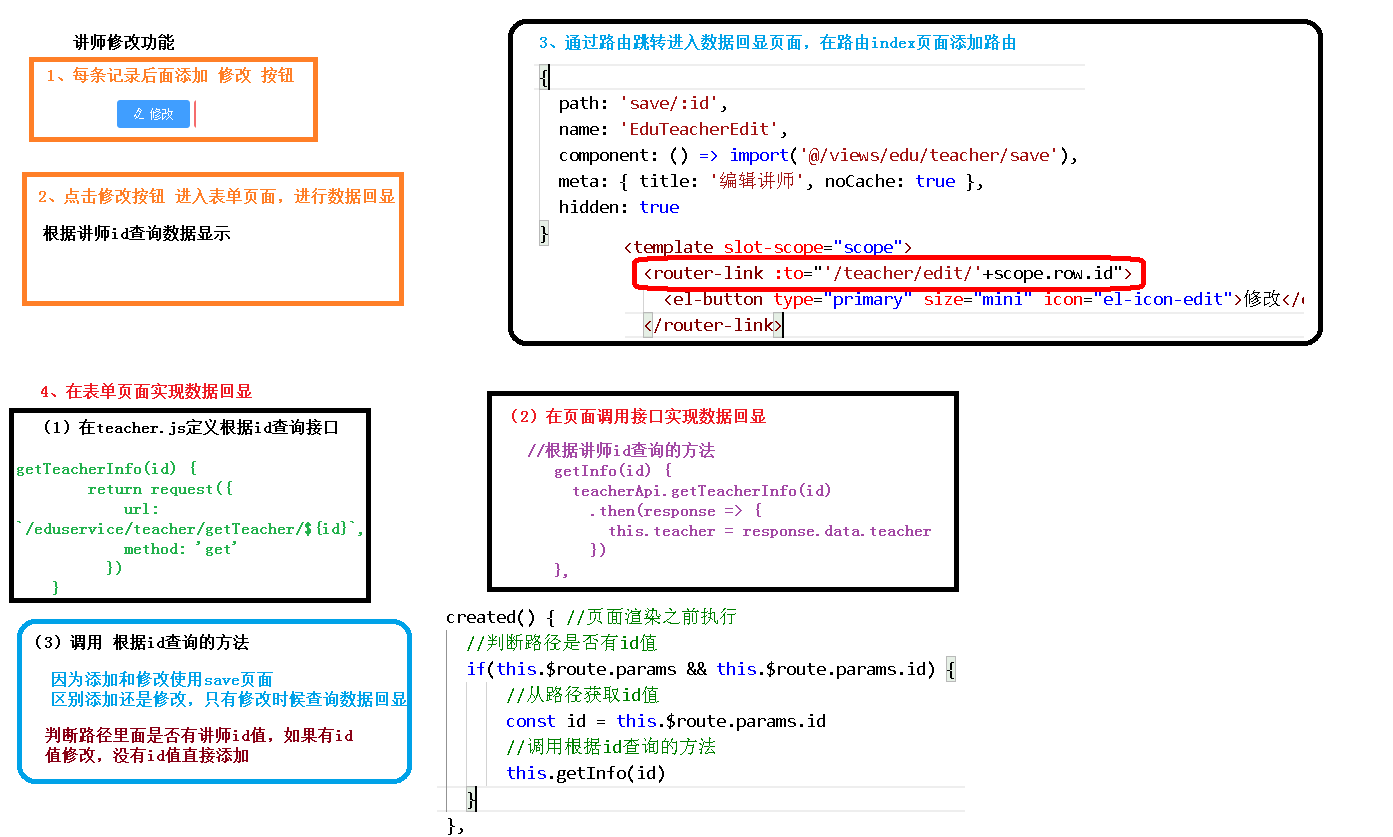 讲师修改功能
1、每条记录后面添加 修改 按钮
修改
2、点击修改按钮 进入表单页面，进行数据回显
根据讲师id查询数据显示
3、通过路由跳转进入数据回显页面，在路由index页面添加路由
{
path: 'save/:id',
name: 'EduTeacherEdit',
component: () => import('@/views/edu/teacher/save'),
meta: { title: '编辑讲师', noCache: true },
hidden: true
}
<template slot-scope="scope">
<router-link :to="'/teacher/edit/'+scope.row.id">
<el-button type="primary" size="mini" icon="el-icon-edit">修改</
</router-link>
4、在表单页面实现数据回显
（1）在teacher.js定义根据id查询接口
getTeacherInfo(id) {
return request({
url:
`/eduservice/teacher/getTeacher/${id}`,
method: 'get'
})
}
（2）在页面调用接口实现数据回显
//根据讲师id查询的方法
getInfo(id) {
teacherApi.getTeacherInfo(id)
.then(response => {
this.teacher = response.data.teacher
})
},
（3）调用 根据id查询的方法
因为添加和修改使用save页面
区别添加还是修改，只有修改时候查询数据回显
判断路径里面是否有讲师id值，如果有id
值修改，没有id值直接添加
created() { //页面渲染之前执行
//判断路径是否有id值
if(this.$route.params && this.$route.params.id) {
//从路径获取id值
const id = this.$route.params.id
//调用根据id查询的方法
this.getInfo(id)
}
},